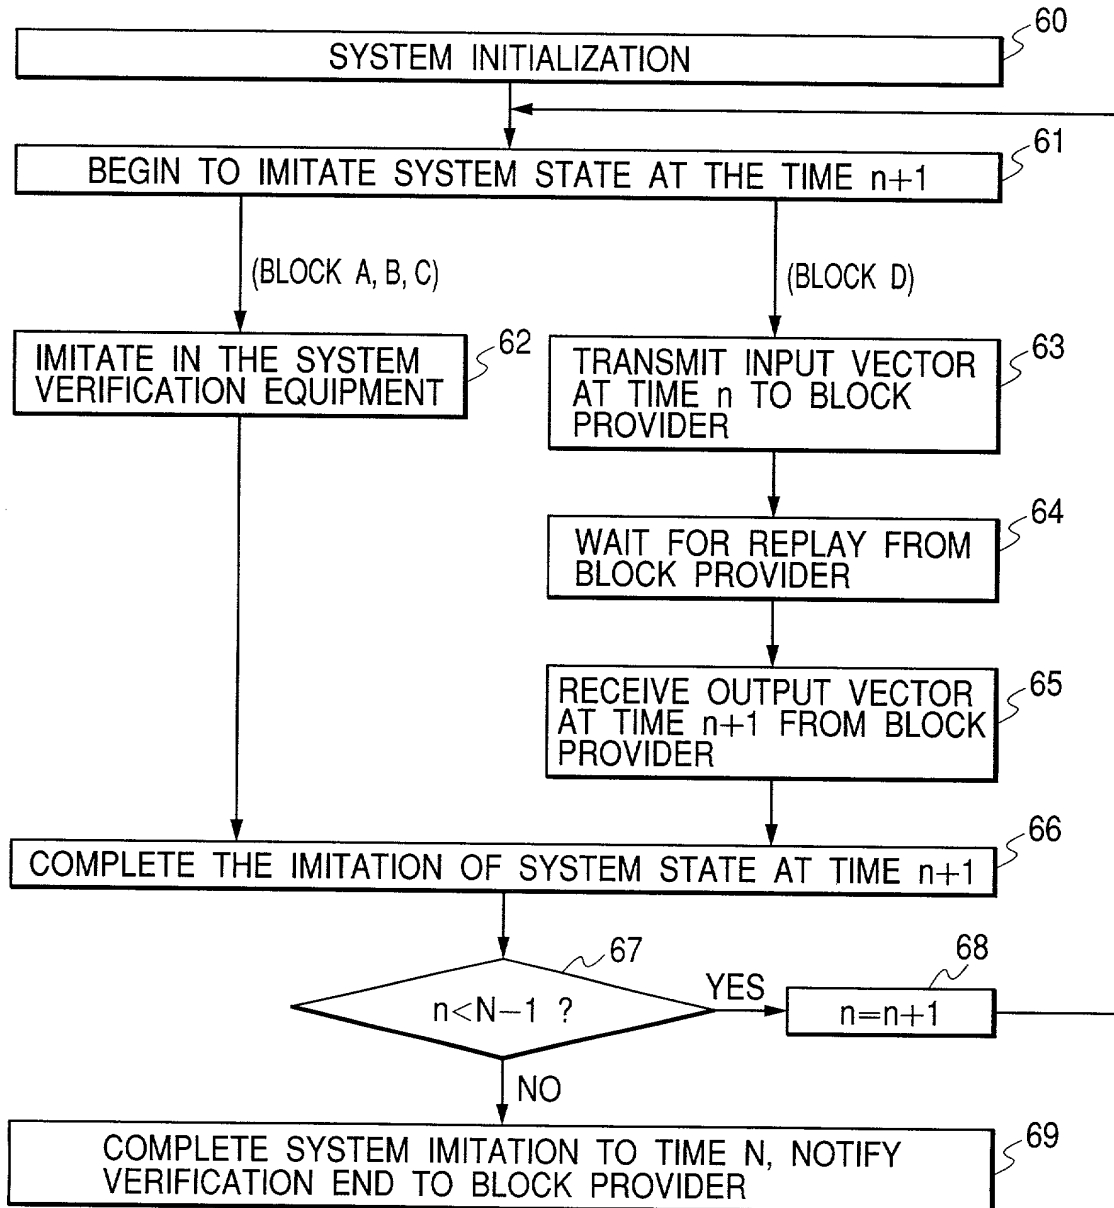 60
SYSTEM INITIALIZATION
61
BEGIN TO IMITATE SYSTEM STATE AT THE TIME n+1
(BLOCK A, B, C)
(BLOCK D)
62
IMITATE IN THE SYSTEM
VERIFICATION EQUIPMENT
63
TRANSMIT INPUT VECTOR
AT TIME n TO BLOCK
PROVIDER
64
WAIT FOR REPLAY FROM
BLOCK PROVIDER
65
RECEIVE OUTPUT VECTOR
AT TIME n+1 FROM BLOCK
PROVIDER
66
COMPLETE THE IMITATION OF SYSTEM STATE AT TIME n+1
67
n<N−1 ?
YES
68
n=n+1
NO
69
COMPLETE SYSTEM IMITATION TO TIME N, NOTIFY
VERIFICATION END TO BLOCK PROVIDER